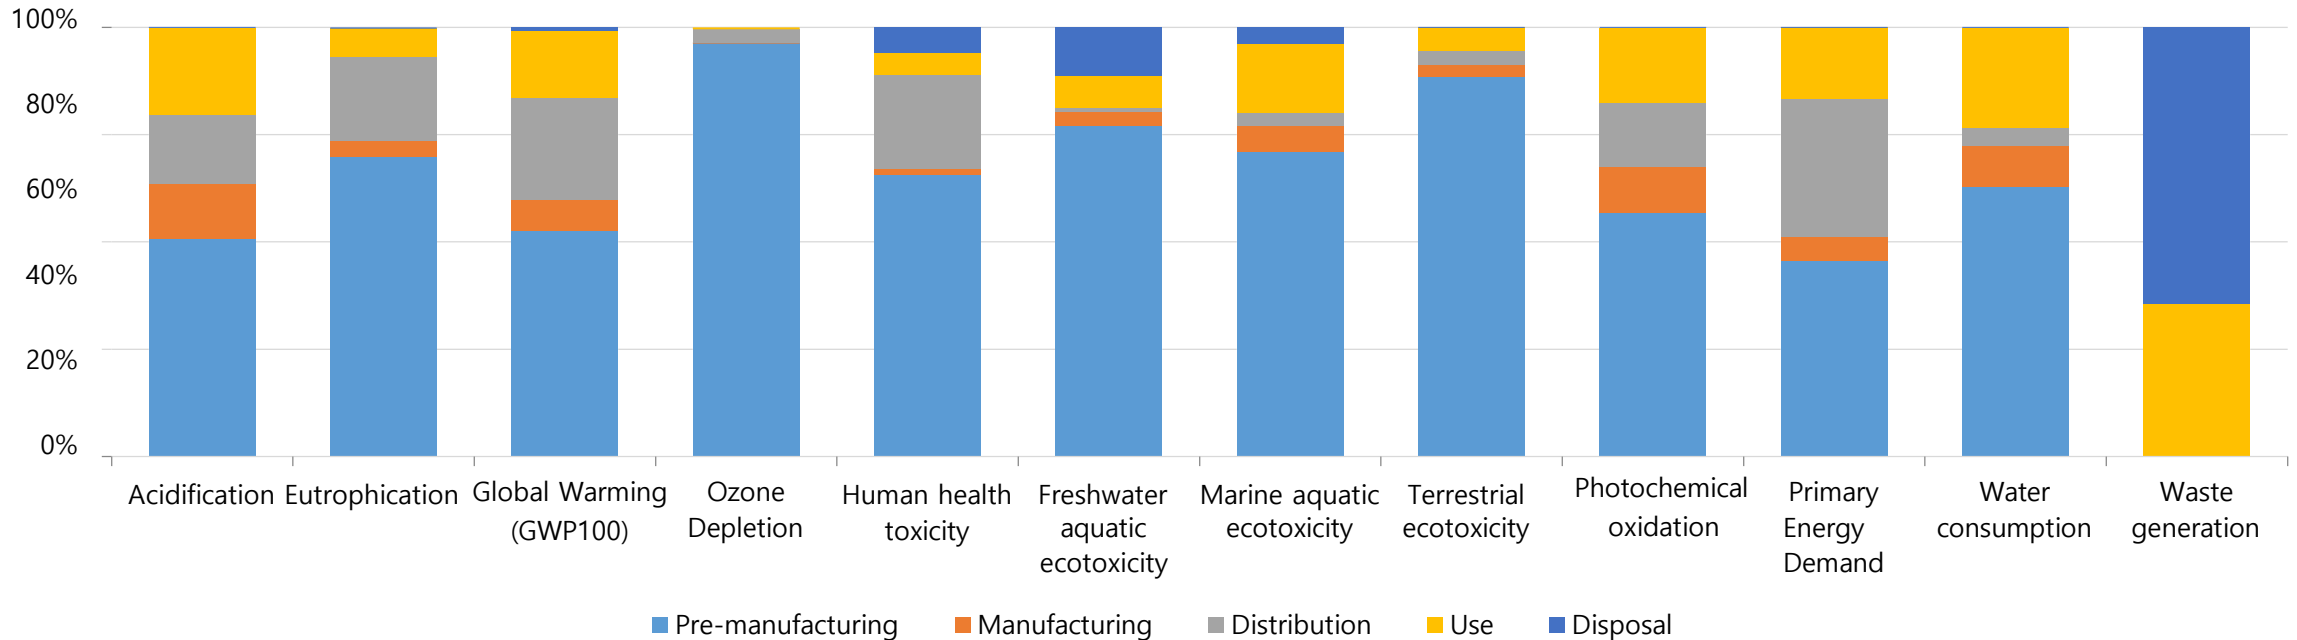 100%
80%
60%
40%
20%
0%
Acidification
Eutrophication
Global Warming
(GWP100)
Ozone
Depletion
Human health
toxicity
Freshwater
aquatic
ecotoxicity
Marine aquatic
ecotoxicity
Terrestrial
ecotoxicity
Photochemical
oxidation
Primary
Energy
Demand
Water
consumption
Waste
generation
Pre-manufacturing
Manufacturing
Distribution
Use
Disposal